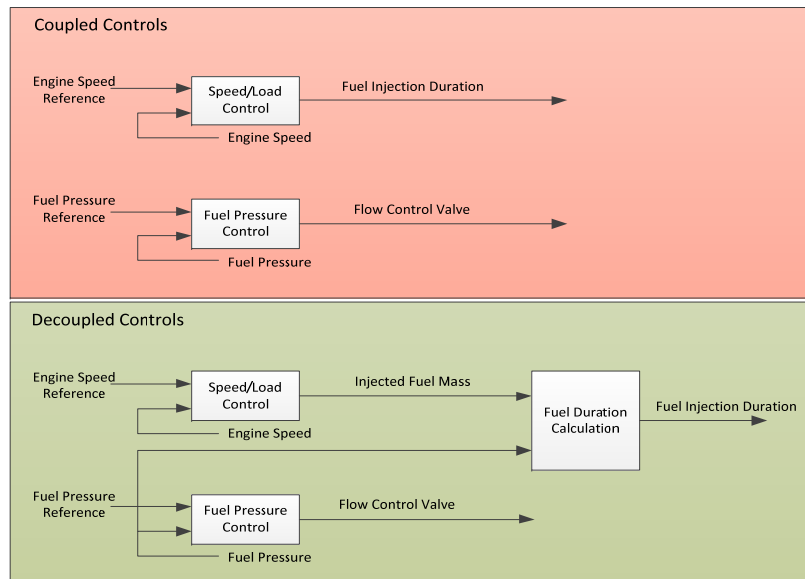 Coupled Controls
Engine Speed
Reference
Speed/Load
Control
Fuel Injection Duration
Engine Speed
Fuel Pressure
Reference
Fuel Pressure
Control
Flow Control Valve
Fuel Pressure
Decoupled Controls
Engine Speed
Reference
Speed/Load
Control
Injected Fuel Mass
Engine Speed
Fuel Duration
Calculation
Fuel Injection Duration
Fuel Pressure
Reference
Fuel Pressure
Control
Flow Control Valve
Fuel Pressure